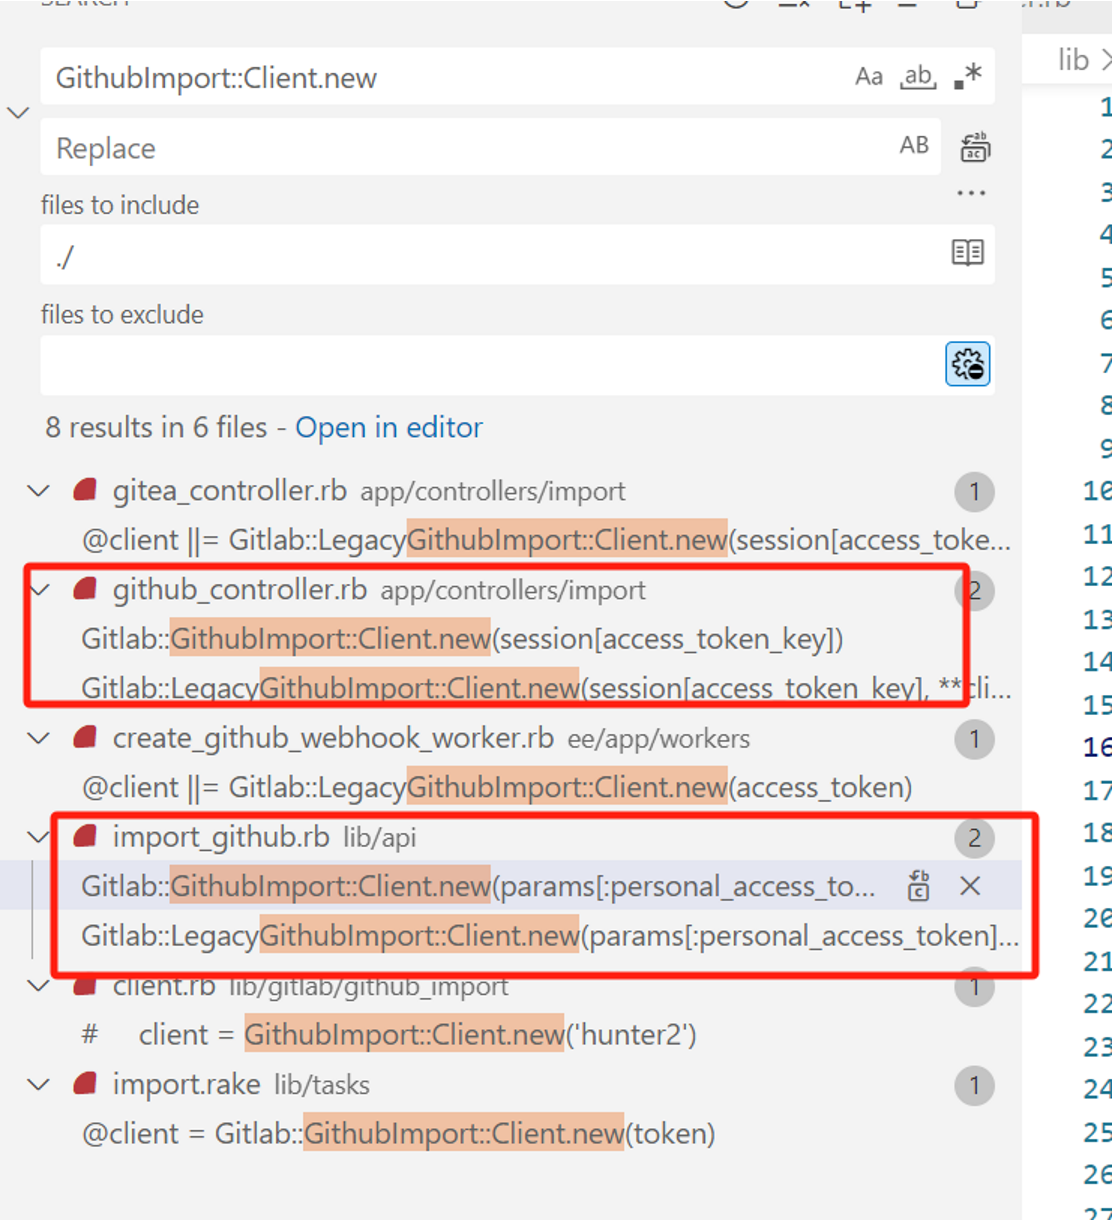 SEARCH
GithubImport::Client.new
Aa ab .*
Replace
AB
files to include
./
files to exclude
8 results in 6 files - Open in editor
gitea_controller.rb app/controllers/import 1
@client ||= Gitlab::LegacyGithubImport::Client.new(session[access_toke...
github_controller.rb app/controllers/import 2
Gitlab::GithubImport::Client.new(session[access_token_key])
Gitlab::LegacyGithubImport::Client.new(session[access_token_key], **cli...
create_github_webhook_worker.rb ee/app/workers 1
@client ||= Gitlab::LegacyGithubImport::Client.new(access_token)
import_github.rb lib/api 2
Gitlab::GithubImport::Client.new(params[:personal_access_to...
Gitlab::LegacyGithubImport::Client.new(params[:personal_access_token]...
client.rb lib/gitlab/github_import 1
# client = GithubImport::Client.new('hunter2')
import.rake lib/tasks 1
@client = Gitlab::GithubImport::Client.new(token)
er.rb
lib
1
2
3
4
5
6
7
8
9
10
11
12
13
14
15
16
17
18
19
20
21
22
23
24
25
26
27